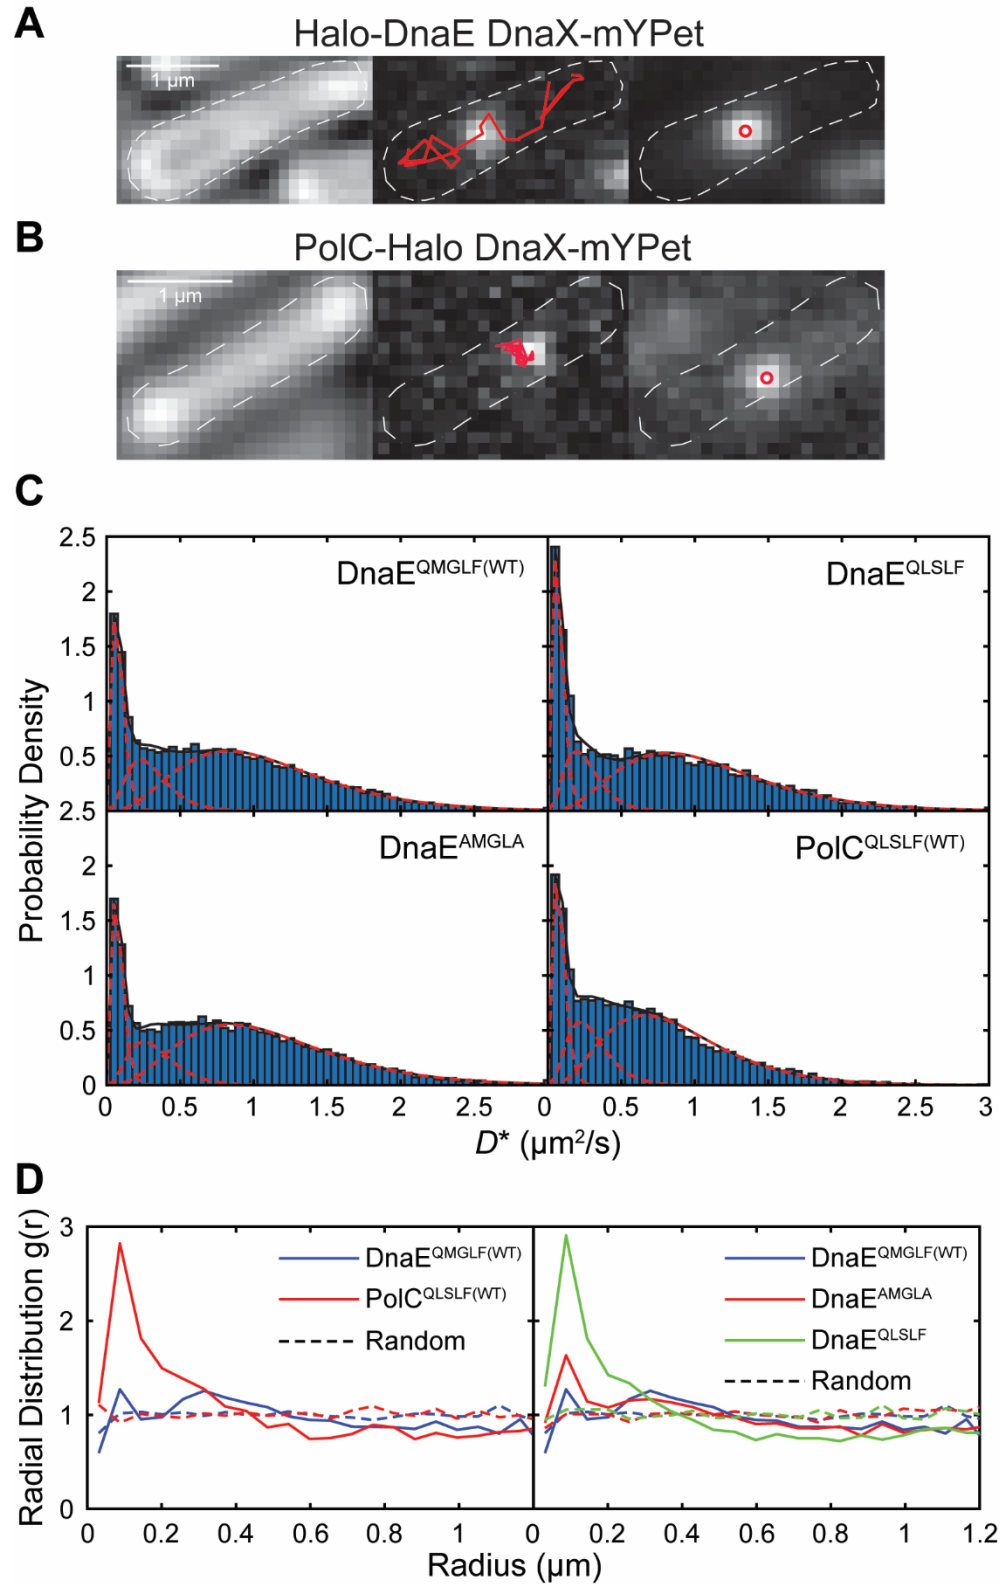 A
Halo-DnaE DnaX-mYPet
1 µm
B
PolC-Halo DnaX-mYPet
1 µm
C
Probability Density
2.5
2
1.5
1
0.5
2.5
2
1.5
1
0.5
0
DnaE^QMGLF(WT)
DnaE^QLSLF
DnaE^AMGLA
PolC^QLSLF(WT)
0 0.5 1 1.5 2 2.5 0 0.5 1 1.5 2 2.5 3
D* (µm²/s)
D
Radial Distribution g(r)
3
2
1
0
DnaE^QMGLF(WT)
PolC^QLSLF(WT)
Random
DnaE^QMGLF(WT)
DnaE^AMGLA
DnaE^QLSLF
Random
0 0.2 0.4 0.6 0.8 1 0 0.2 0.4 0.6 0.8 1 1.2
Radius (µm)